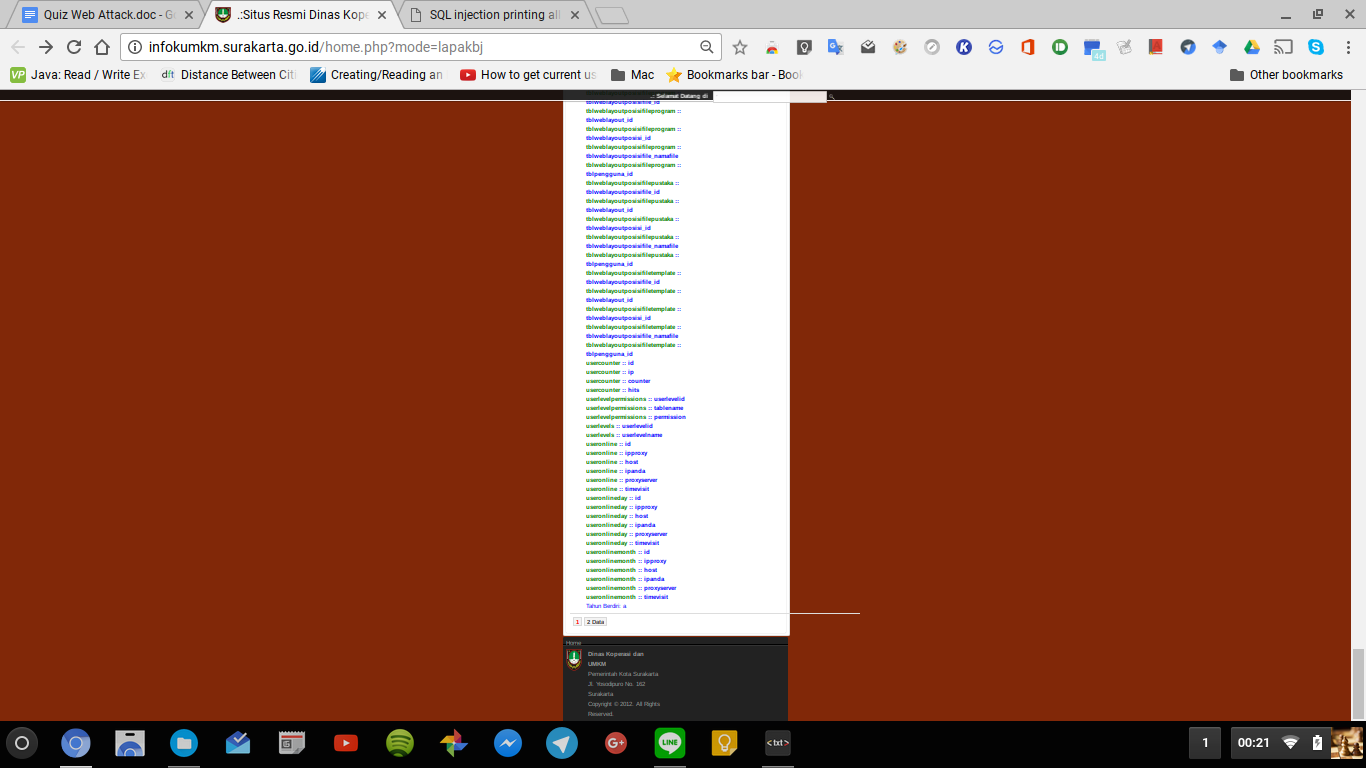 Quiz Web Attack.doc - G
.:Situs Resmi Dinas Kope
SQL injection printing all
infokumkm.surakarta.go.id/home.php?mode=lapakbj
4d
VP Java: Read / Write Ex
dft Distance Between Citi
Creating/Reading an
How to get current us
Mac
Bookmarks bar - Book
Other bookmarks
.:: Selamat Datang di
tblweblayoutposisifile_id
tblweblayoutposisifileprogram ::
tblweblayout_id
tblweblayoutposisifileprogram ::
tblweblayoutposisi_id
tblweblayoutposisifileprogram ::
tblweblayoutposisifile_namafile
tblweblayoutposisifileprogram ::
tblpengguna_id
tblweblayoutposisifilepustaka ::
tblweblayoutposisifile_id
tblweblayoutposisifilepustaka ::
tblweblayout_id
tblweblayoutposisifilepustaka ::
tblweblayoutposisi_id
tblweblayoutposisifilepustaka ::
tblweblayoutposisifile_namafile
tblweblayoutposisifilepustaka ::
tblpengguna_id
tblweblayoutposisifiletemplate ::
tblweblayoutposisifile_id
tblweblayoutposisifiletemplate ::
tblweblayout_id
tblweblayoutposisifiletemplate ::
tblweblayoutposisi_id
tblweblayoutposisifiletemplate ::
tblweblayoutposisifile_namafile
tblweblayoutposisifiletemplate ::
tblpengguna_id
usercounter :: id
usercounter :: ip
usercounter :: counter
usercounter :: hits
userlevelpermissions :: userlevelid
userlevelpermissions :: tablename
userlevelpermissions :: permission
userlevels :: userlevelid
userlevels :: userlevelname
useronline :: id
useronline :: ipproxy
useronline :: host
useronline :: ipanda
useronline :: proxyserver
useronline :: timevisit
useronlineday :: id
useronlineday :: ipproxy
useronlineday :: host
useronlineday :: ipanda
useronlineday :: proxyserver
useronlineday :: timevisit
useronlinemonth :: id
useronlinemonth :: ipproxy
useronlinemonth :: host
useronlinemonth :: ipanda
useronlinemonth :: proxyserver
useronlinemonth :: timevisit
Tahun Berdiri: a
1 2 Data
Home
Dinas Koperasi dan
UMKM
Pemerintah Kota Surakarta
Jl. Yosodipuro No. 162
Surakarta
Copyright © 2012. All Rights
Reserved.
LINE
<txt>
1
00:21